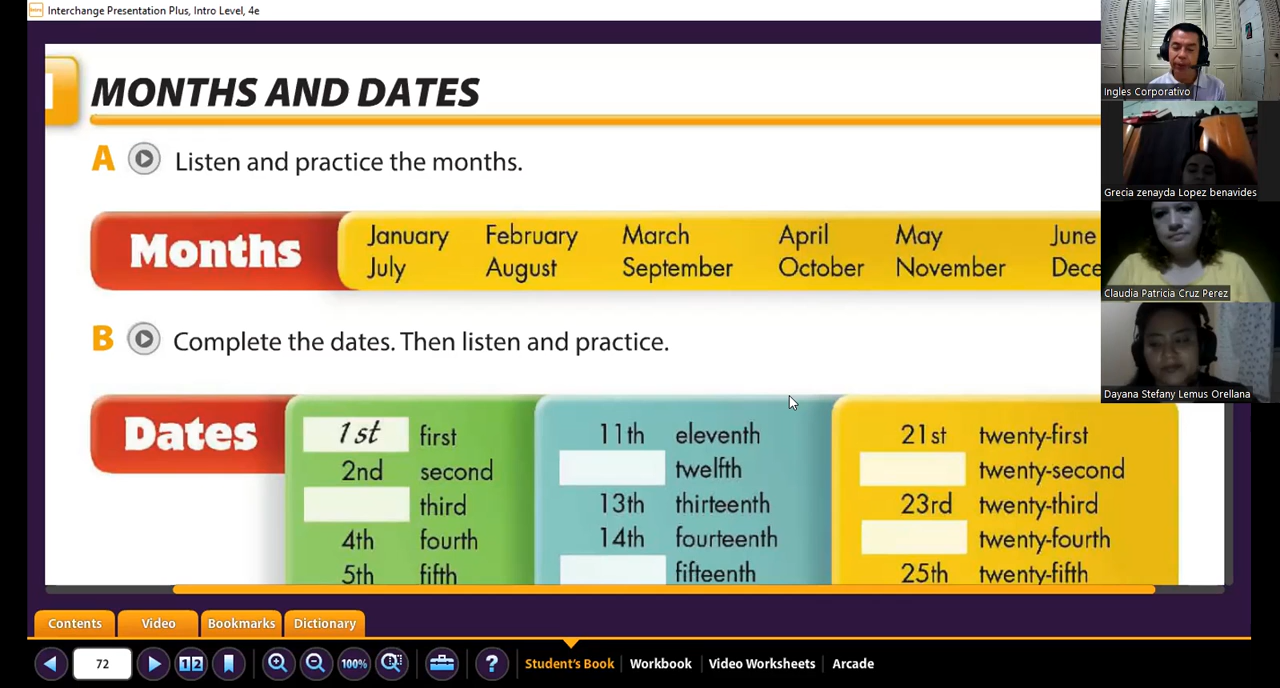 Interchange Presentation Plus, Intro Level, 4e
MONTHS AND DATES
A Listen and practice the months.
Months
January February March April May June
July August September October November Dece
B Complete the dates. Then listen and practice.
Dates
1st first 11th eleventh 21st twenty-first
2nd second twelfth twenty-second
third 13th thirteenth 23rd twenty-third
4th fourth 14th fourteenth twenty-fourth
5th fifth fifteenth 25th twenty-fifth
Ingles Corporativo
Grecia zenayda Lopez benavides
Claudia Patricia Cruz Perez
Dayana Stefany Lemus Orellana
Contents Video Bookmarks Dictionary
72 12 100% ? Student's Book Workbook Video Worksheets Arcade